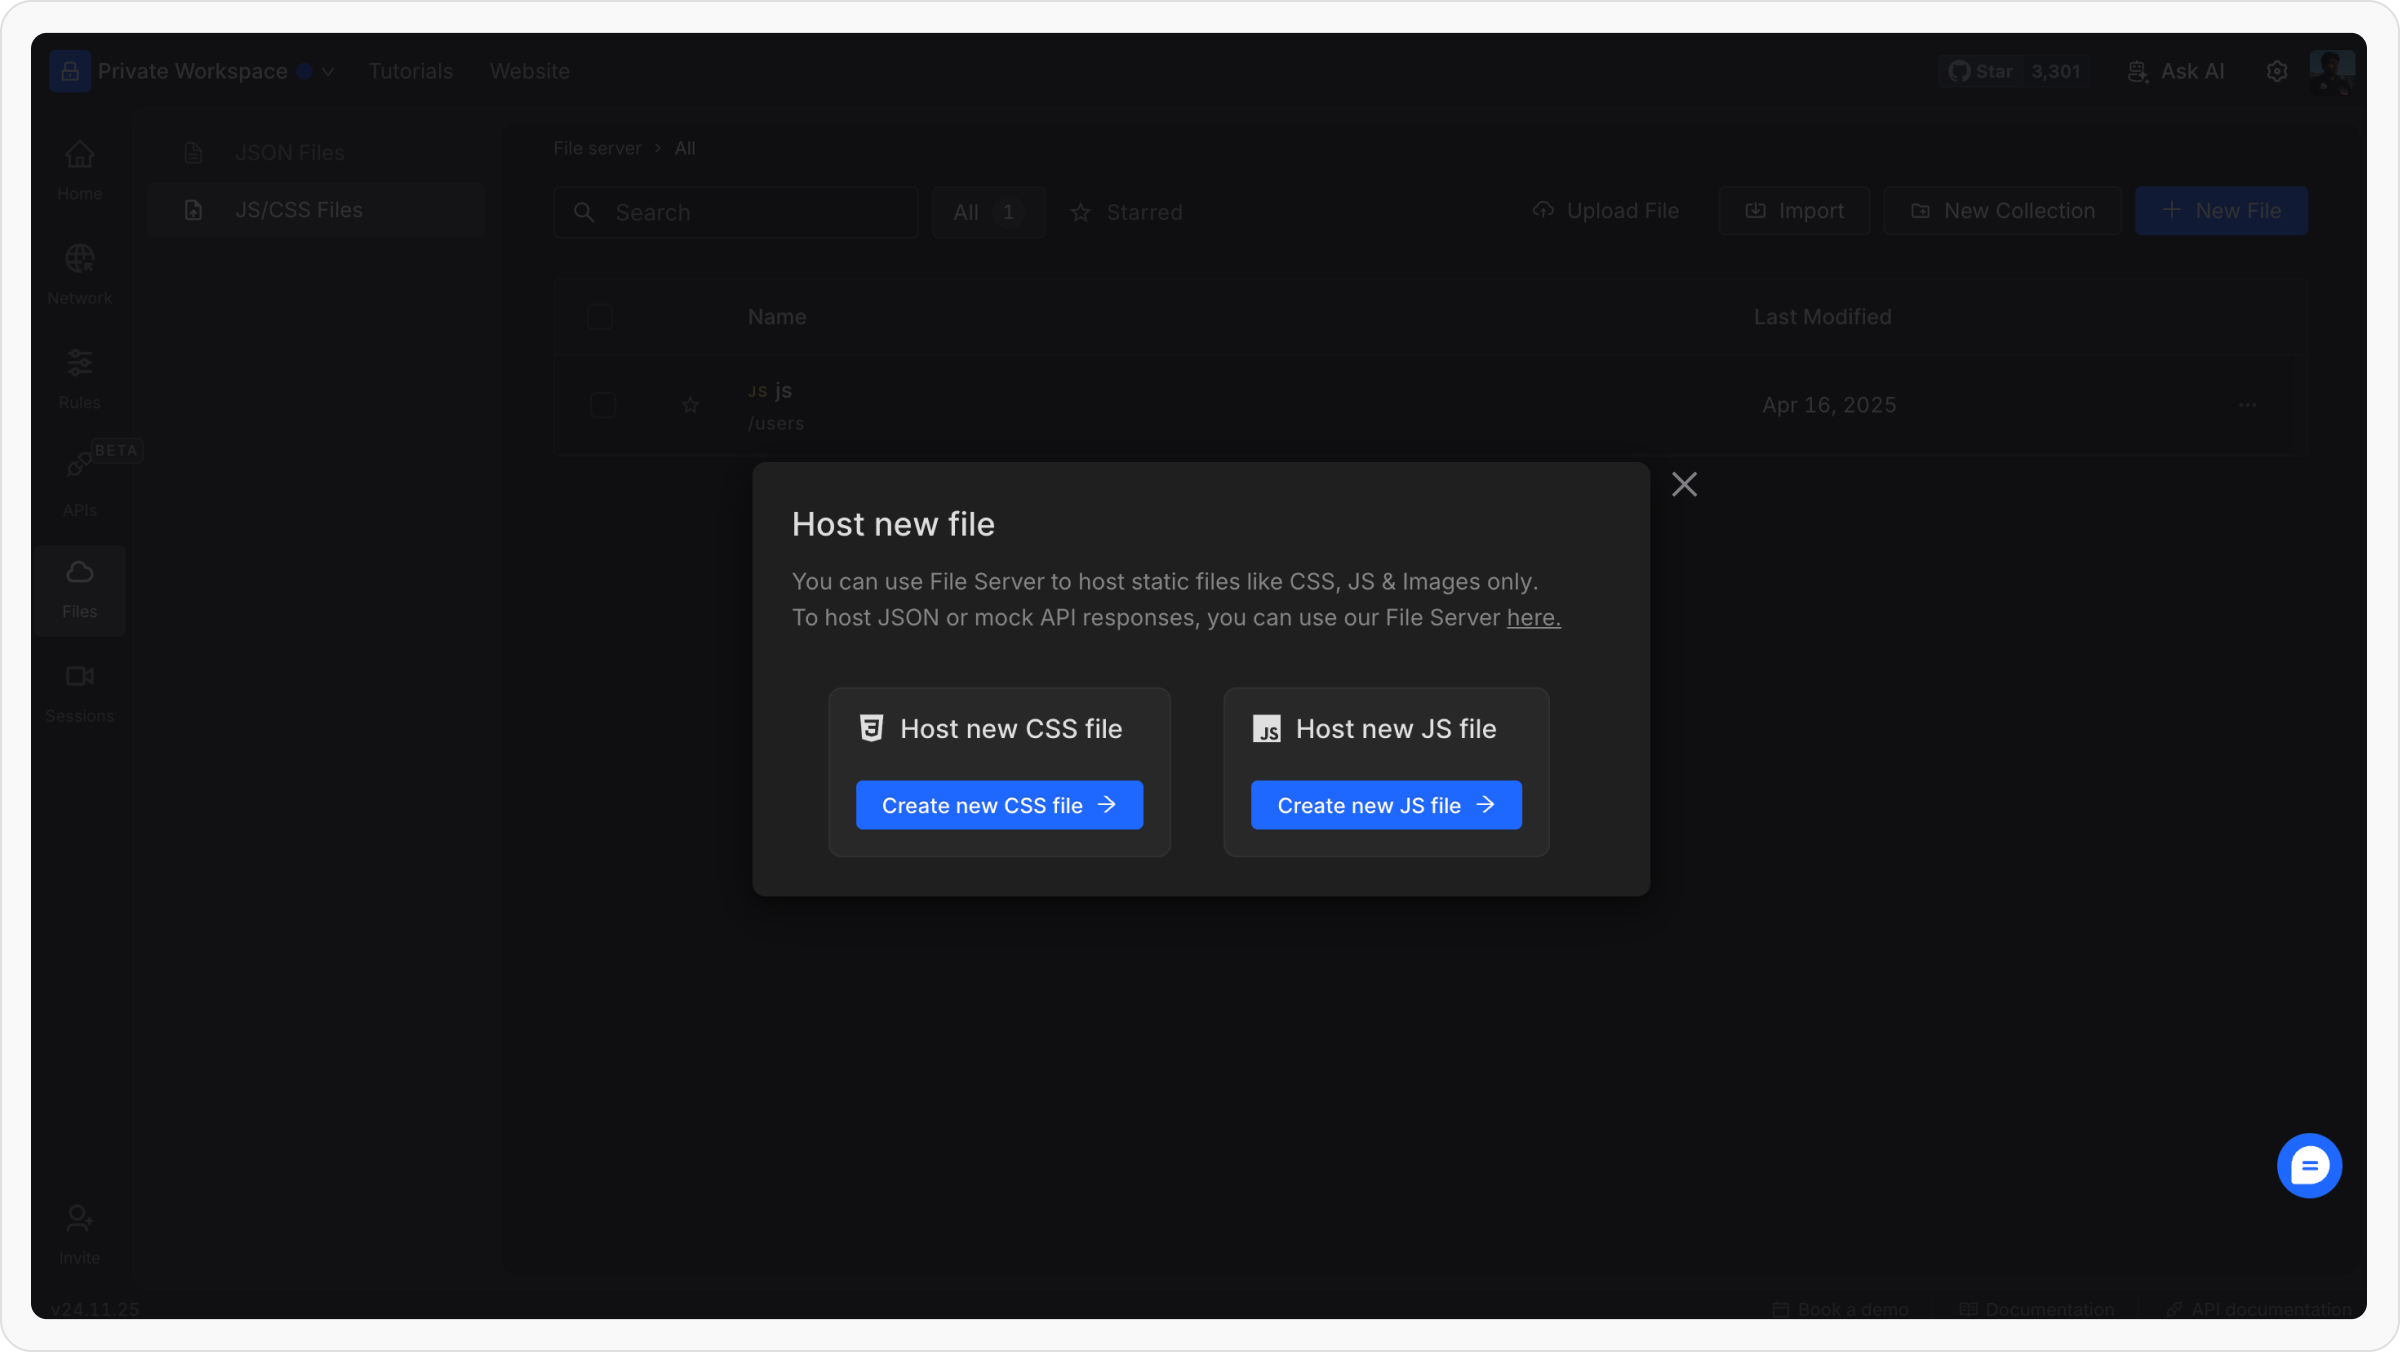 Private Workspace
Tutorials
Website
Star 3,301
Ask AI
Home
Network
Rules
BETA
APIs
Files
Sessions
Invite
v24.11.25
JSON Files
JS/CSS Files
File server > All
Search
All 1
Starred
Upload File
Import
New Collection
+ New File
Name
Last Modified
JS js
/users
Apr 16, 2025
Host new file
You can use File Server to host static files like CSS, JS & Images only.
To host JSON or mock API responses, you can use our File Server here.
Host new CSS file
Create new CSS file →
JS Host new JS file
Create new JS file →
Book a demo
Documentation
API documentation